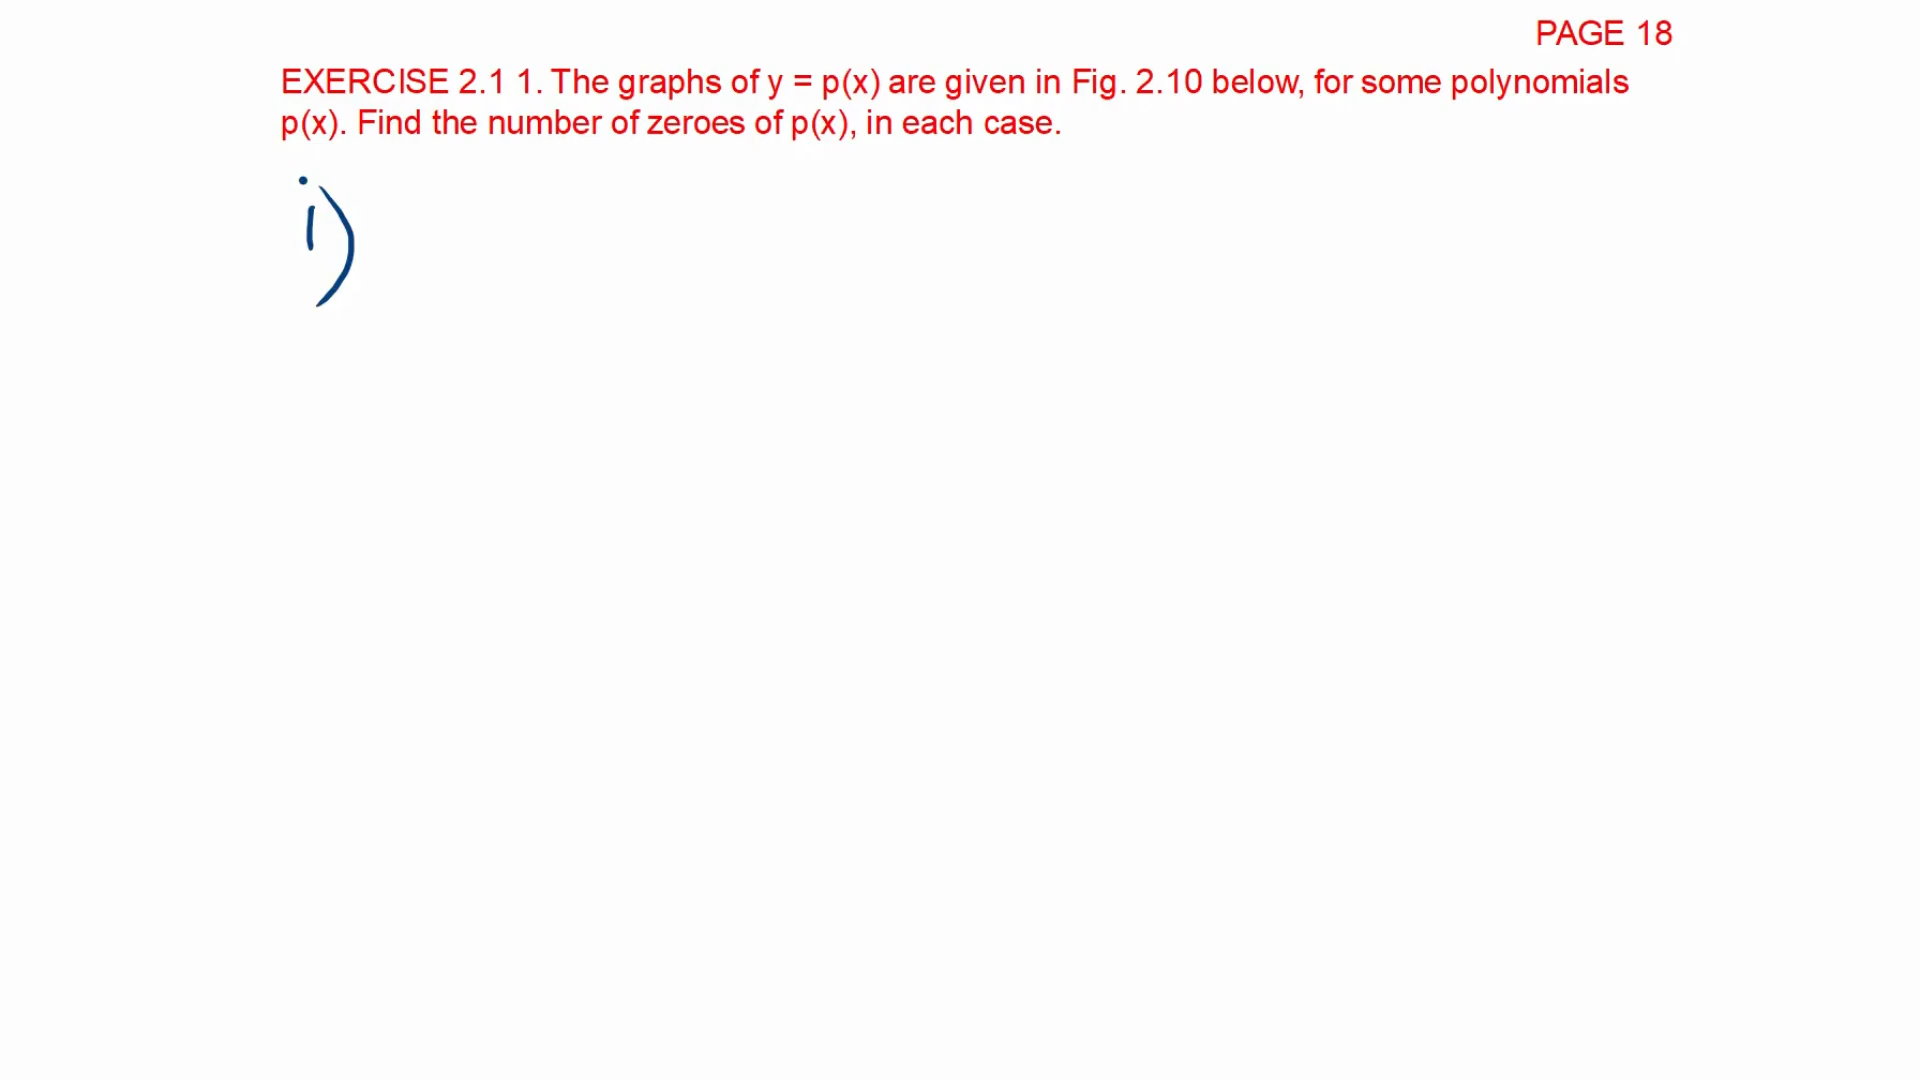 PAGE 18
EXERCISE 2.1 1. The graphs of y = p(x) are given in Fig. 2.10 below, for some polynomials
p(x). Find the number of zeroes of p(x), in each case.
i)